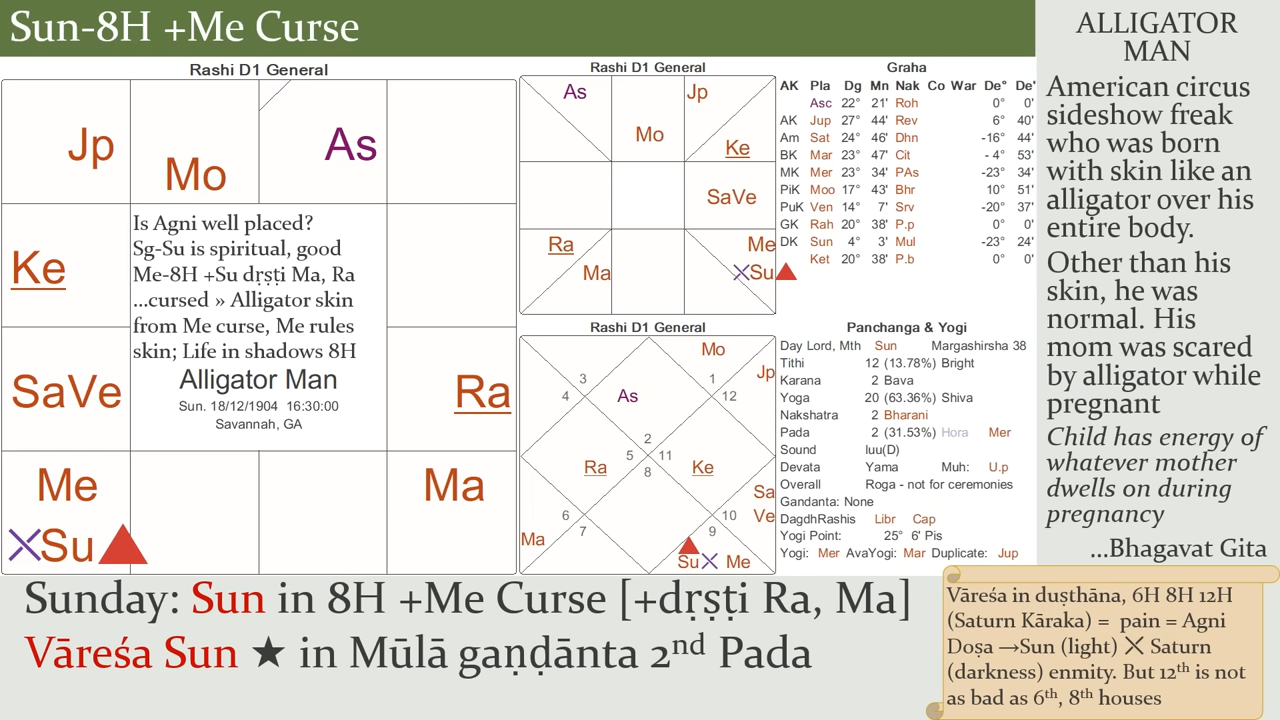 Sun-8H +Me Curse
Rashi D1 General
Jp
Mo
As
Ke
SaVe
Ra
Me
Su
Ma
Is Agni well placed?
Sg-Su is spiritual, good
Me-8H +Su dṛṣṭi Ma, Ra
...cursed » Alligator skin
from Me curse, Me rules
skin; Life in shadows 8H
Alligator Man
Sun. 18/12/1904 16:30:00
Savannah, GA
Rashi D1 General
As
Jp
Mo
Ke
SaVe
Ra
Me
Ma
Su
Rashi D1 General
Mo
Jp
3
1
4
As
12
2
5
11
8
Ra
Ke
Sa
Ve
6
10
7
9
Ma
Su
Me
Graha
AK Pla Dg Mn Nak Co War De° De'
Asc 22° 21' Roh 0° 0'
AK Jup 27° 44' Rev 6° 40'
Am Sat 24° 46' Dhn -16° 44'
BK Mar 23° 47' Cit - 4° 53'
MK Mer 23° 34' PAs -23° 34'
PiK Moo 17° 43' Bhr 10° 51'
PuK Ven 14° 7' Srv -20° 37'
GK Rah 20° 38' P.p 0° 0'
DK Sun 4° 3' Mul -23° 24'
Ket 20° 38' P.b 0° 0'
Panchanga & Yogi
Day Lord, Mth Sun Margashirsha 38
Tithi 12 (13.78%) Bright
Karana 2 Bava
Yoga 20 (63.36%) Shiva
Nakshatra 2 Bharani
Pada 2 (31.53%) Hora Mer
Sound luu(D)
Devata Yama Muh: U.p
Overall Roga - not for ceremonies
Gandanta: None
DagdhRashis Libr Cap
Yogi Point: 25° 6' Pis
Yogi: Mer AvaYogi: Mar Duplicate: Jup
ALLIGATOR
MAN
American circus
sideshow freak
who was born
with skin like an
alligator over his
entire body.
Other than his
skin, he was
normal. His
mom was scared
by alligator while
pregnant
Child has energy of
whatever mother
dwells on during
pregnancy
...Bhagavat Gita
Sunday: Sun in 8H +Me Curse [+dṛṣṭi Ra, Ma]
Vāreśa Sun ★ in Mūlā gaṇḍānta 2nd Pada
Vāreśa in duṣthāna, 6H 8H 12H
(Saturn Kāraka) = pain = Agni
Doṣa →Sun (light) ╳ Saturn
(darkness) enmity. But 12th is not
as bad as 6th, 8th houses